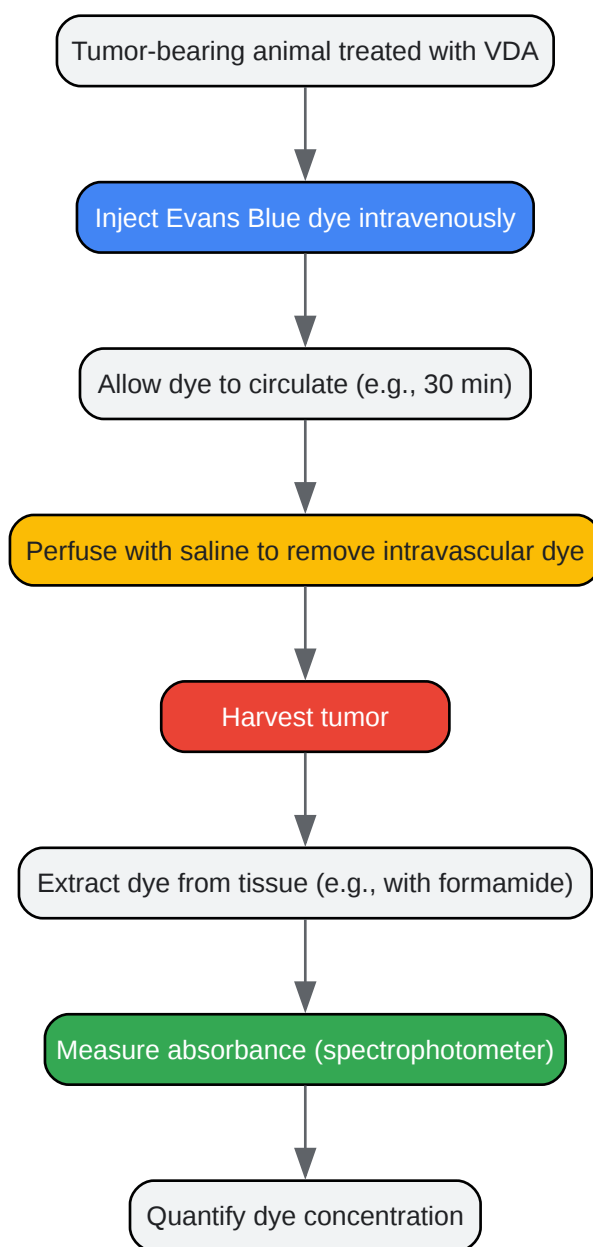 Tumor-bearing animal treated with VDA
Inject Evans Blue dye intravenously
Allow dye to circulate (e.g., 30 min)
Perfuse with saline to remove intravascular dye
Harvest tumor
Extract dye from tissue (e.g., with formamide)
Measure absorbance (spectrophotometer)
Quantify dye concentration